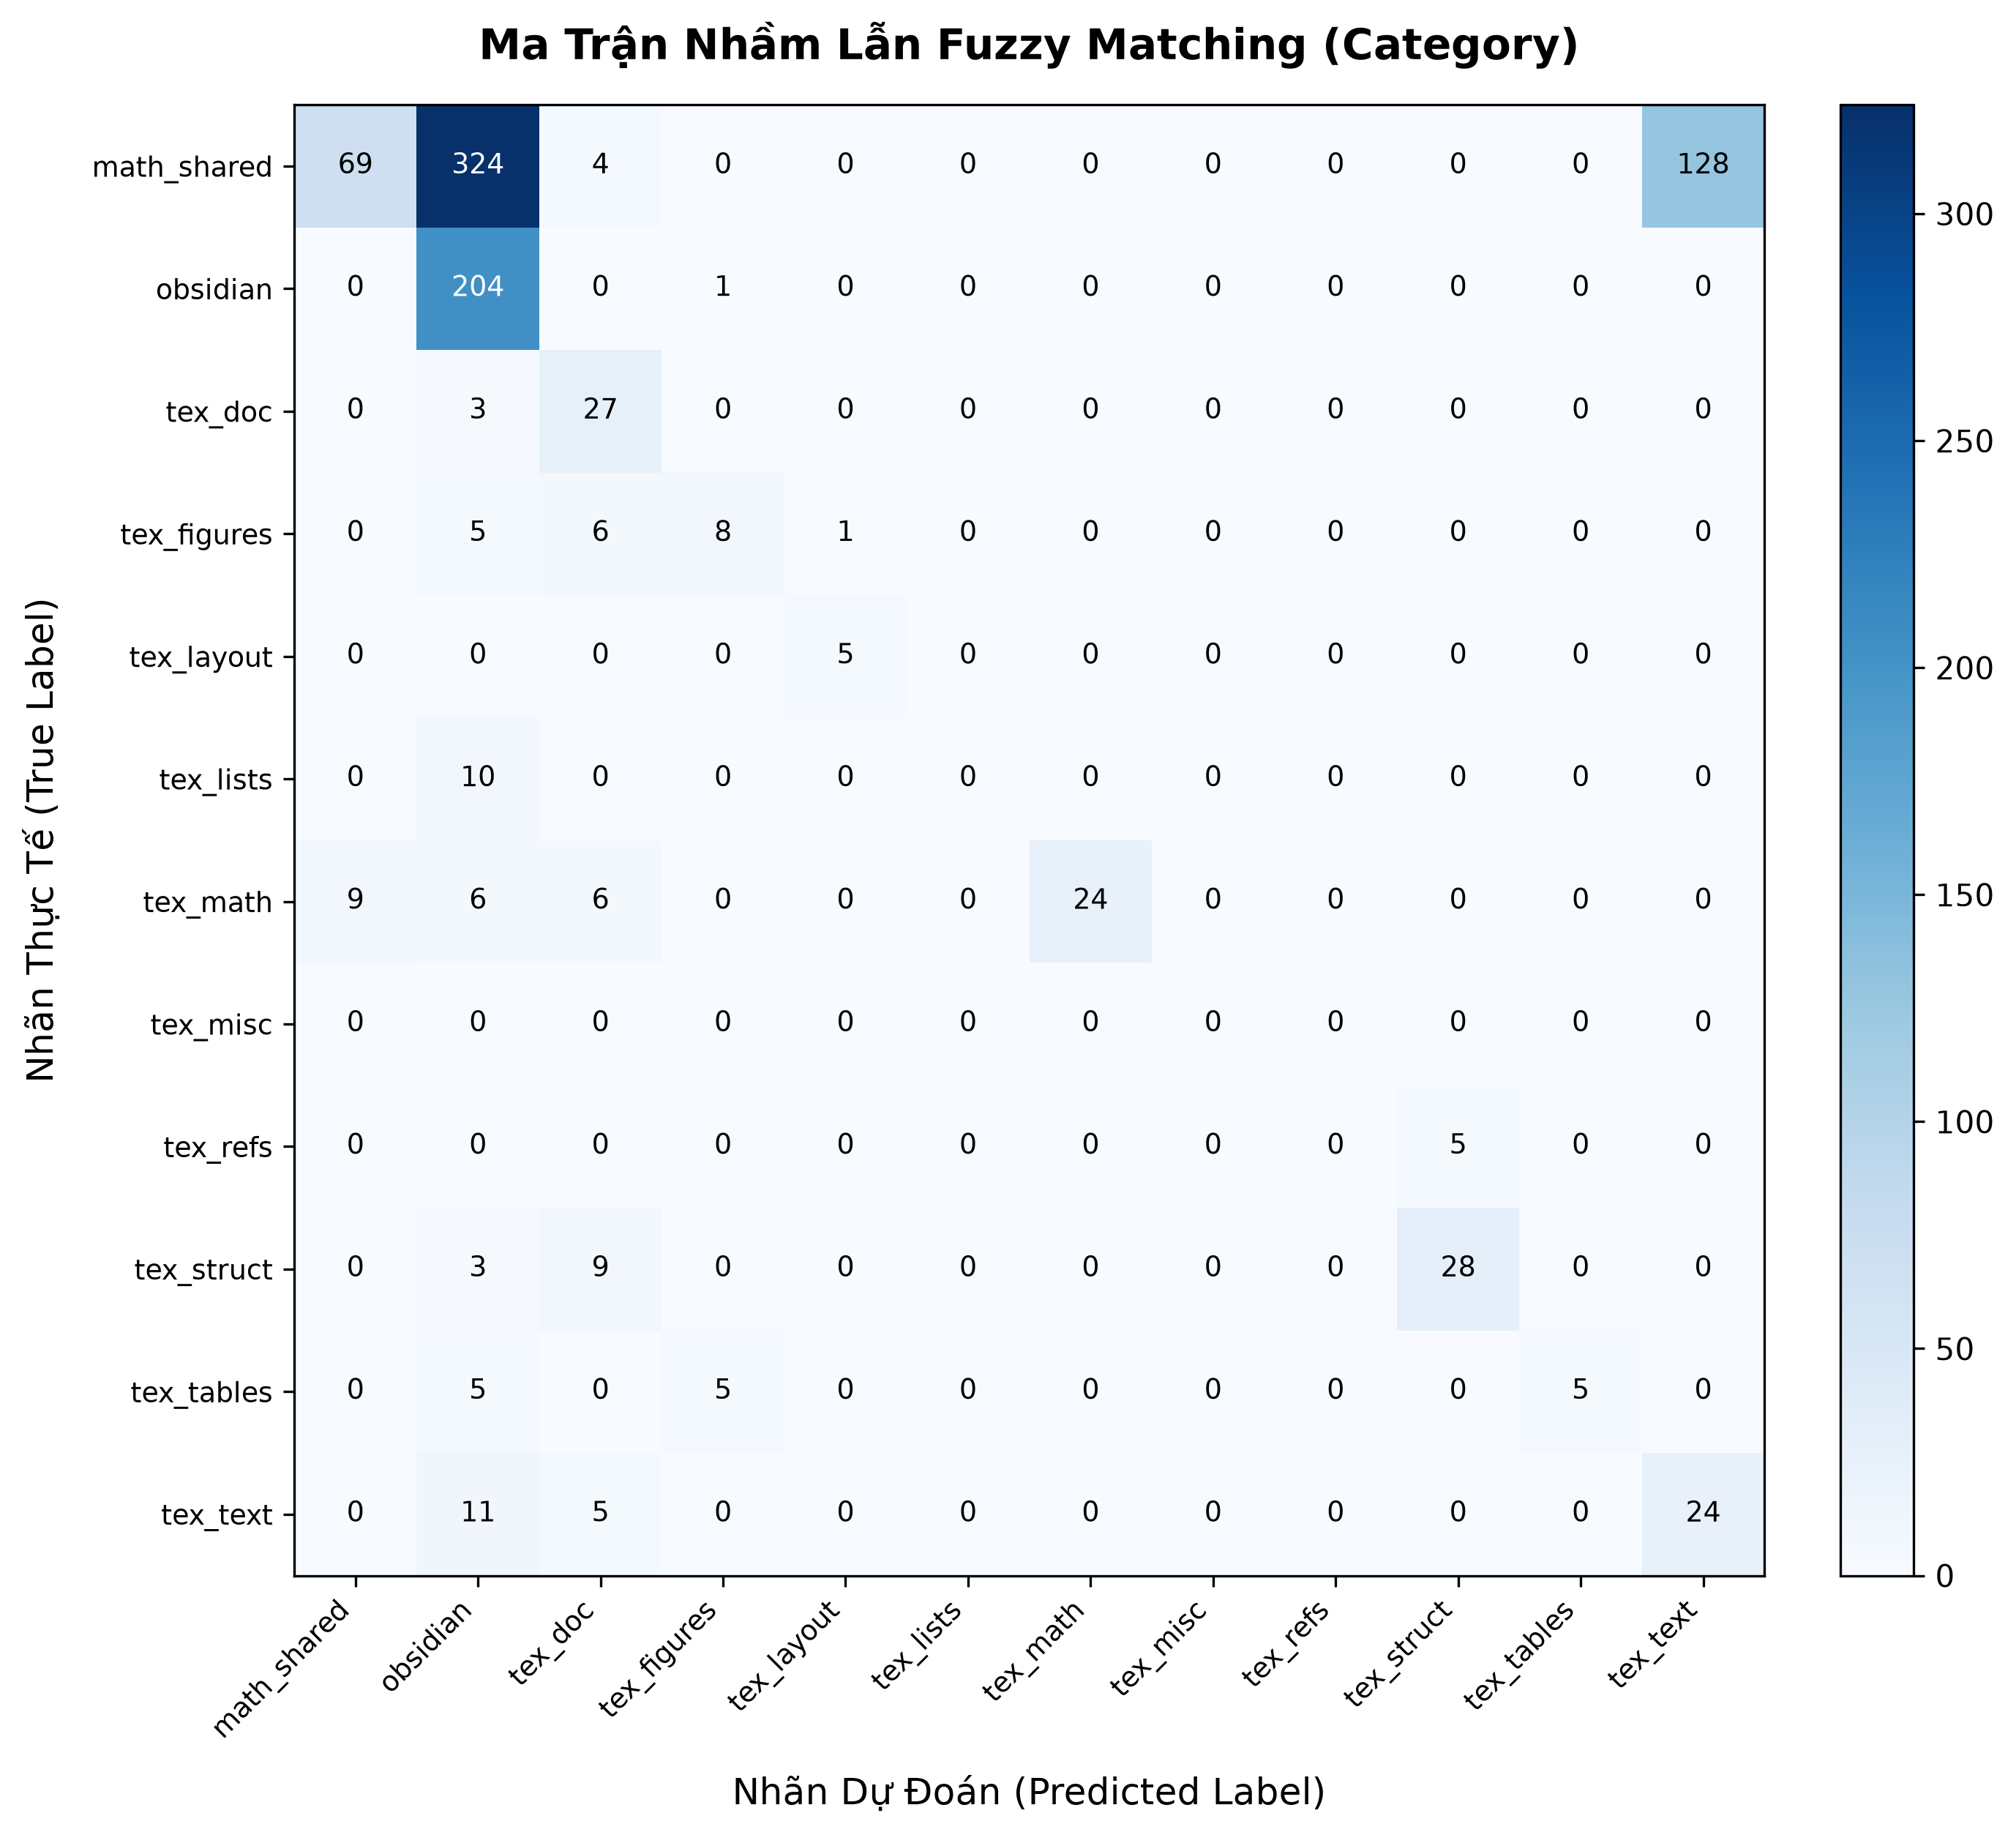 Ma Trận Nhầm Lẫn Fuzzy Matching (Category)
Nhãn Thực Tế (True Label)
math_shared 69 324 4 0 0 0 0 0 0 0 0 128
obsidian 0 204 0 1 0 0 0 0 0 0 0 0
tex_doc 0 3 27 0 0 0 0 0 0 0 0 0
tex_figures 0 5 6 8 1 0 0 0 0 0 0 0
tex_layout 0 0 0 0 5 0 0 0 0 0 0 0
tex_lists 0 10 0 0 0 0 0 0 0 0 0 0
tex_math 9 6 6 0 0 0 24 0 0 0 0 0
tex_misc 0 0 0 0 0 0 0 0 0 0 0 0
tex_refs 0 0 0 0 0 0 0 0 0 5 0 0
tex_struct 0 3 9 0 0 0 0 0 0 28 0 0
tex_tables 0 5 0 5 0 0 0 0 0 0 5 0
tex_text 0 11 5 0 0 0 0 0 0 0 0 24
math_shared obsidian tex_doc tex_figures tex_layout tex_lists tex_math tex_misc tex_refs tex_struct tex_tables tex_text
Nhãn Dự Đoán (Predicted Label)
300
250
200
150
100
50
0